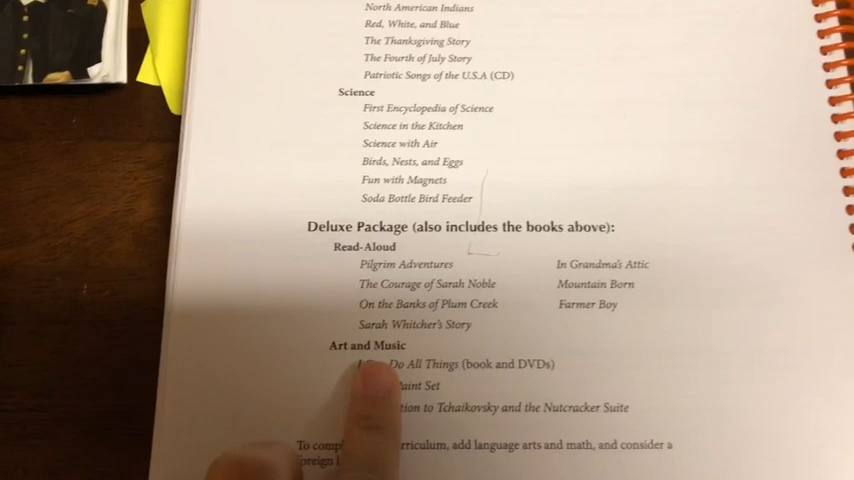 North American Indians
Red, White, and Blue
The Thanksgiving Story
The Fourth of July Story
Patriotic Songs of the U.S.A (CD)
Science
First Encyclopedia of Science
Science in the Kitchen
Science with Air
Birds, Nests, and Eggs
Fun with Magnets
Soda Bottle Bird Feeder
Deluxe Package (also includes the books above):
Read-Aloud
Pilgrim Adventures In Grandma's Attic
The Courage of Sarah Noble Mountain Born
On the Banks of Plum Creek Farmer Boy
Sarah Whitcher's Story
Art and Music
I Do All Things (book and DVDs)
Paint Set
to Tchaikovsky and the Nutcracker Suite
To add language arts and math, and consider a